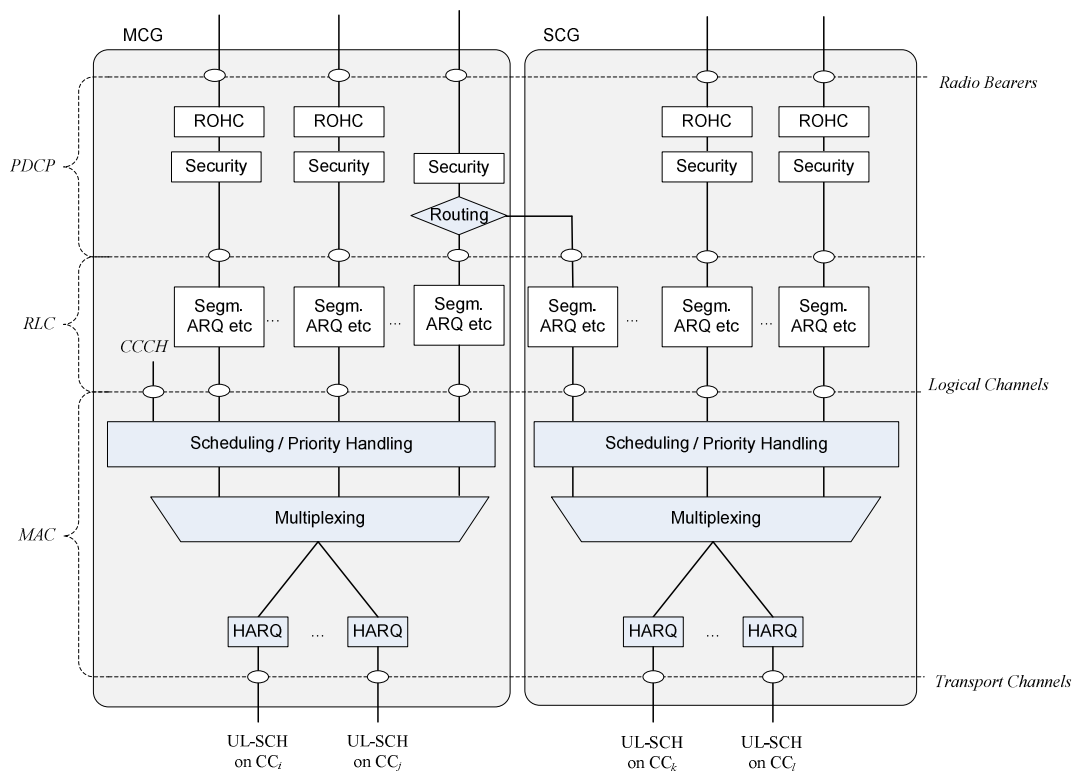 MCG
SCG
Radio Bearers
ROHC
ROHC
ROHC
ROHC
PDCP
Security
Security
Security
Security
Security
Routing
RLC
Segm.
ARQ etc
...
Segm.
ARQ etc
...
Segm.
ARQ etc
Segm.
ARQ etc
...
Segm.
ARQ etc
...
Segm.
ARQ etc
CCCH
Logical Channels
Scheduling / Priority Handling
Scheduling / Priority Handling
MAC
Multiplexing
Multiplexing
HARQ
...
HARQ
HARQ
...
HARQ
Transport Channels
UL-SCH
on CCi
UL-SCH
on CCj
UL-SCH
on CCk
UL-SCH
on CCl